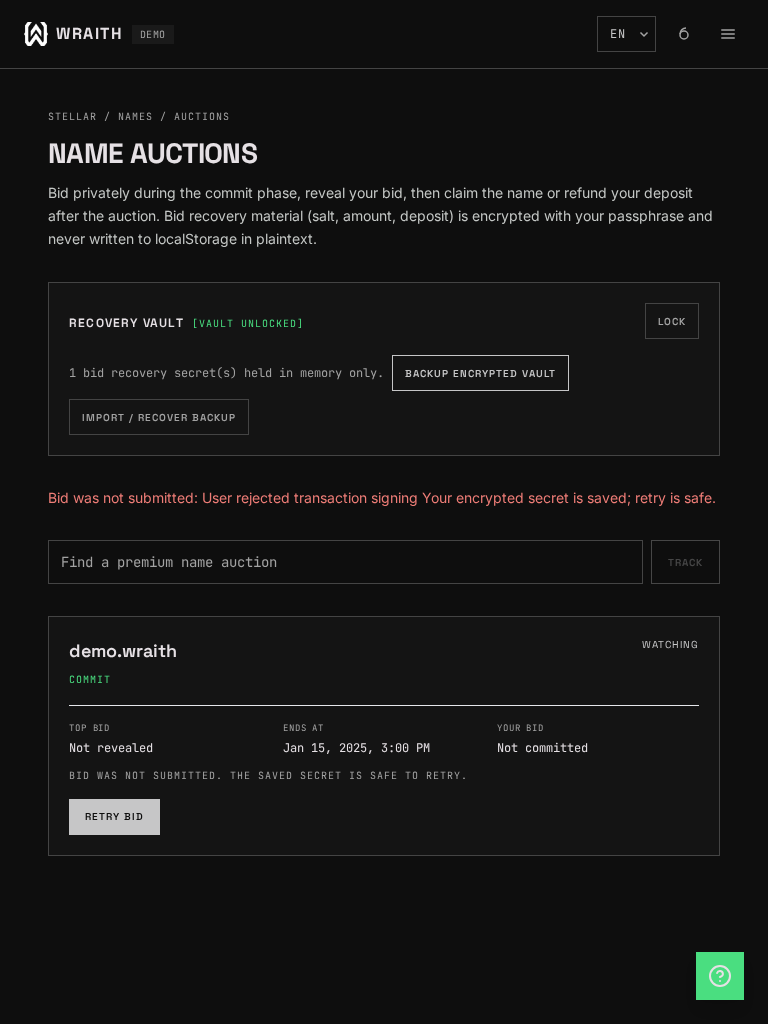 WRAITH DEMO EN
STELLAR / NAMES / AUCTIONS
NAME AUCTIONS
Bid privately during the commit phase, reveal your bid, then claim the name or refund your deposit
after the auction. Bid recovery material (salt, amount, deposit) is encrypted with your passphrase and
never written to localStorage in plaintext.
RECOVERY VAULT [VAULT UNLOCKED] LOCK
1 bid recovery secret(s) held in memory only. BACKUP ENCRYPTED VAULT
IMPORT / RECOVER BACKUP
Bid was not submitted: User rejected transaction signing Your encrypted secret is saved; retry is safe.
Find a premium name auction TRACK
demo.wraith WATCHING
COMMIT
TOP BID ENDS AT YOUR BID
Not revealed Jan 15, 2025, 3:00 PM Not committed
BID WAS NOT SUBMITTED. THE SAVED SECRET IS SAFE TO RETRY.
RETRY BID